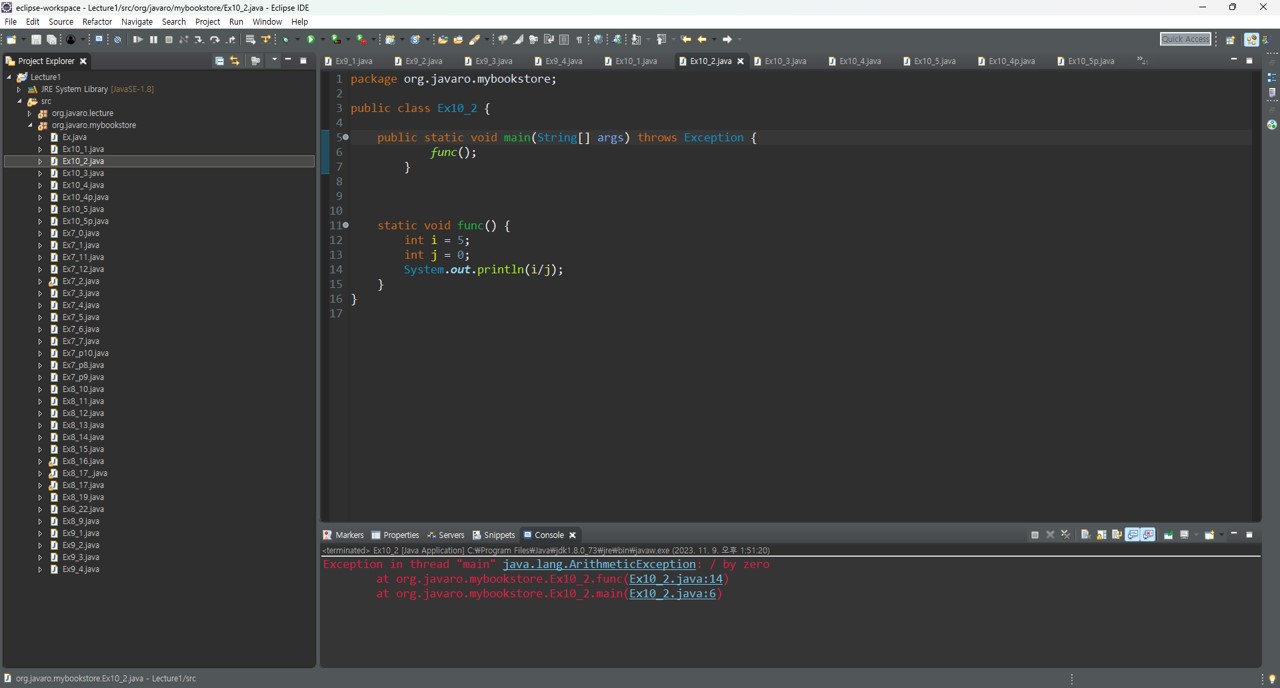 eclipse-workspace - Lecture1/src/org/javaro/mybookstore/Ex10_2.java - Eclipse IDE
File Edit Source Refactor Navigate Search Project Run Window Help
Quick Access
Project Explorer
Ex9_1.java Ex9_2.java Ex9_3.java Ex9_4.java Ex10_1.java Ex10_2.java Ex10_3.java Ex10_4.java Ex10_5.java Ex10_4p.java Ex10_5p.java
Lecture1
JRE System Library [JavaSE-1.8]
src
org.javaro.lecture
org.javaro.mybookstore
Ex.java
Ex10_1.java
Ex10_2.java
Ex10_3.java
Ex10_4.java
Ex10_4p.java
Ex10_5.java
Ex10_5p.java
Ex7_0.java
Ex7_1.java
Ex7_11.java
Ex7_12.java
Ex7_2.java
Ex7_3.java
Ex7_4.java
Ex7_5.java
Ex7_6.java
Ex7_7.java
Ex7_p10.java
Ex7_p8.java
Ex7_p9.java
Ex8_10.java
Ex8_11.java
Ex8_12.java
Ex8_13.java
Ex8_14.java
Ex8_15.java
Ex8_16.java
Ex8_17_.java
Ex8_17.java
Ex8_19.java
Ex8_22.java
Ex8_9.java
Ex9_1.java
Ex9_2.java
Ex9_3.java
Ex9_4.java
1 package org.javaro.mybookstore;
2
3 public class Ex10_2 {
4
5 public static void main(String[] args) throws Exception {
6 func();
7 }
8
9
10
11 static void func() {
12 int i = 5;
13 int j = 0;
14 System.out.println(i/j);
15 }
16 }
17
Markers Properties Servers Snippets Console
<terminated> Ex10_2 [Java Application] C:₩Program Files₩Java₩jdk1.8.0_73₩jre₩bin₩javaw.exe (2023. 11. 9. 오후 1:51:20)
Exception in thread "main" java.lang.ArithmeticException: / by zero
at org.javaro.mybookstore.Ex10_2.func(Ex10_2.java:14)
at org.javaro.mybookstore.Ex10_2.main(Ex10_2.java:6)
org.javaro.mybookstore.Ex10_2.java - Lecture1/src